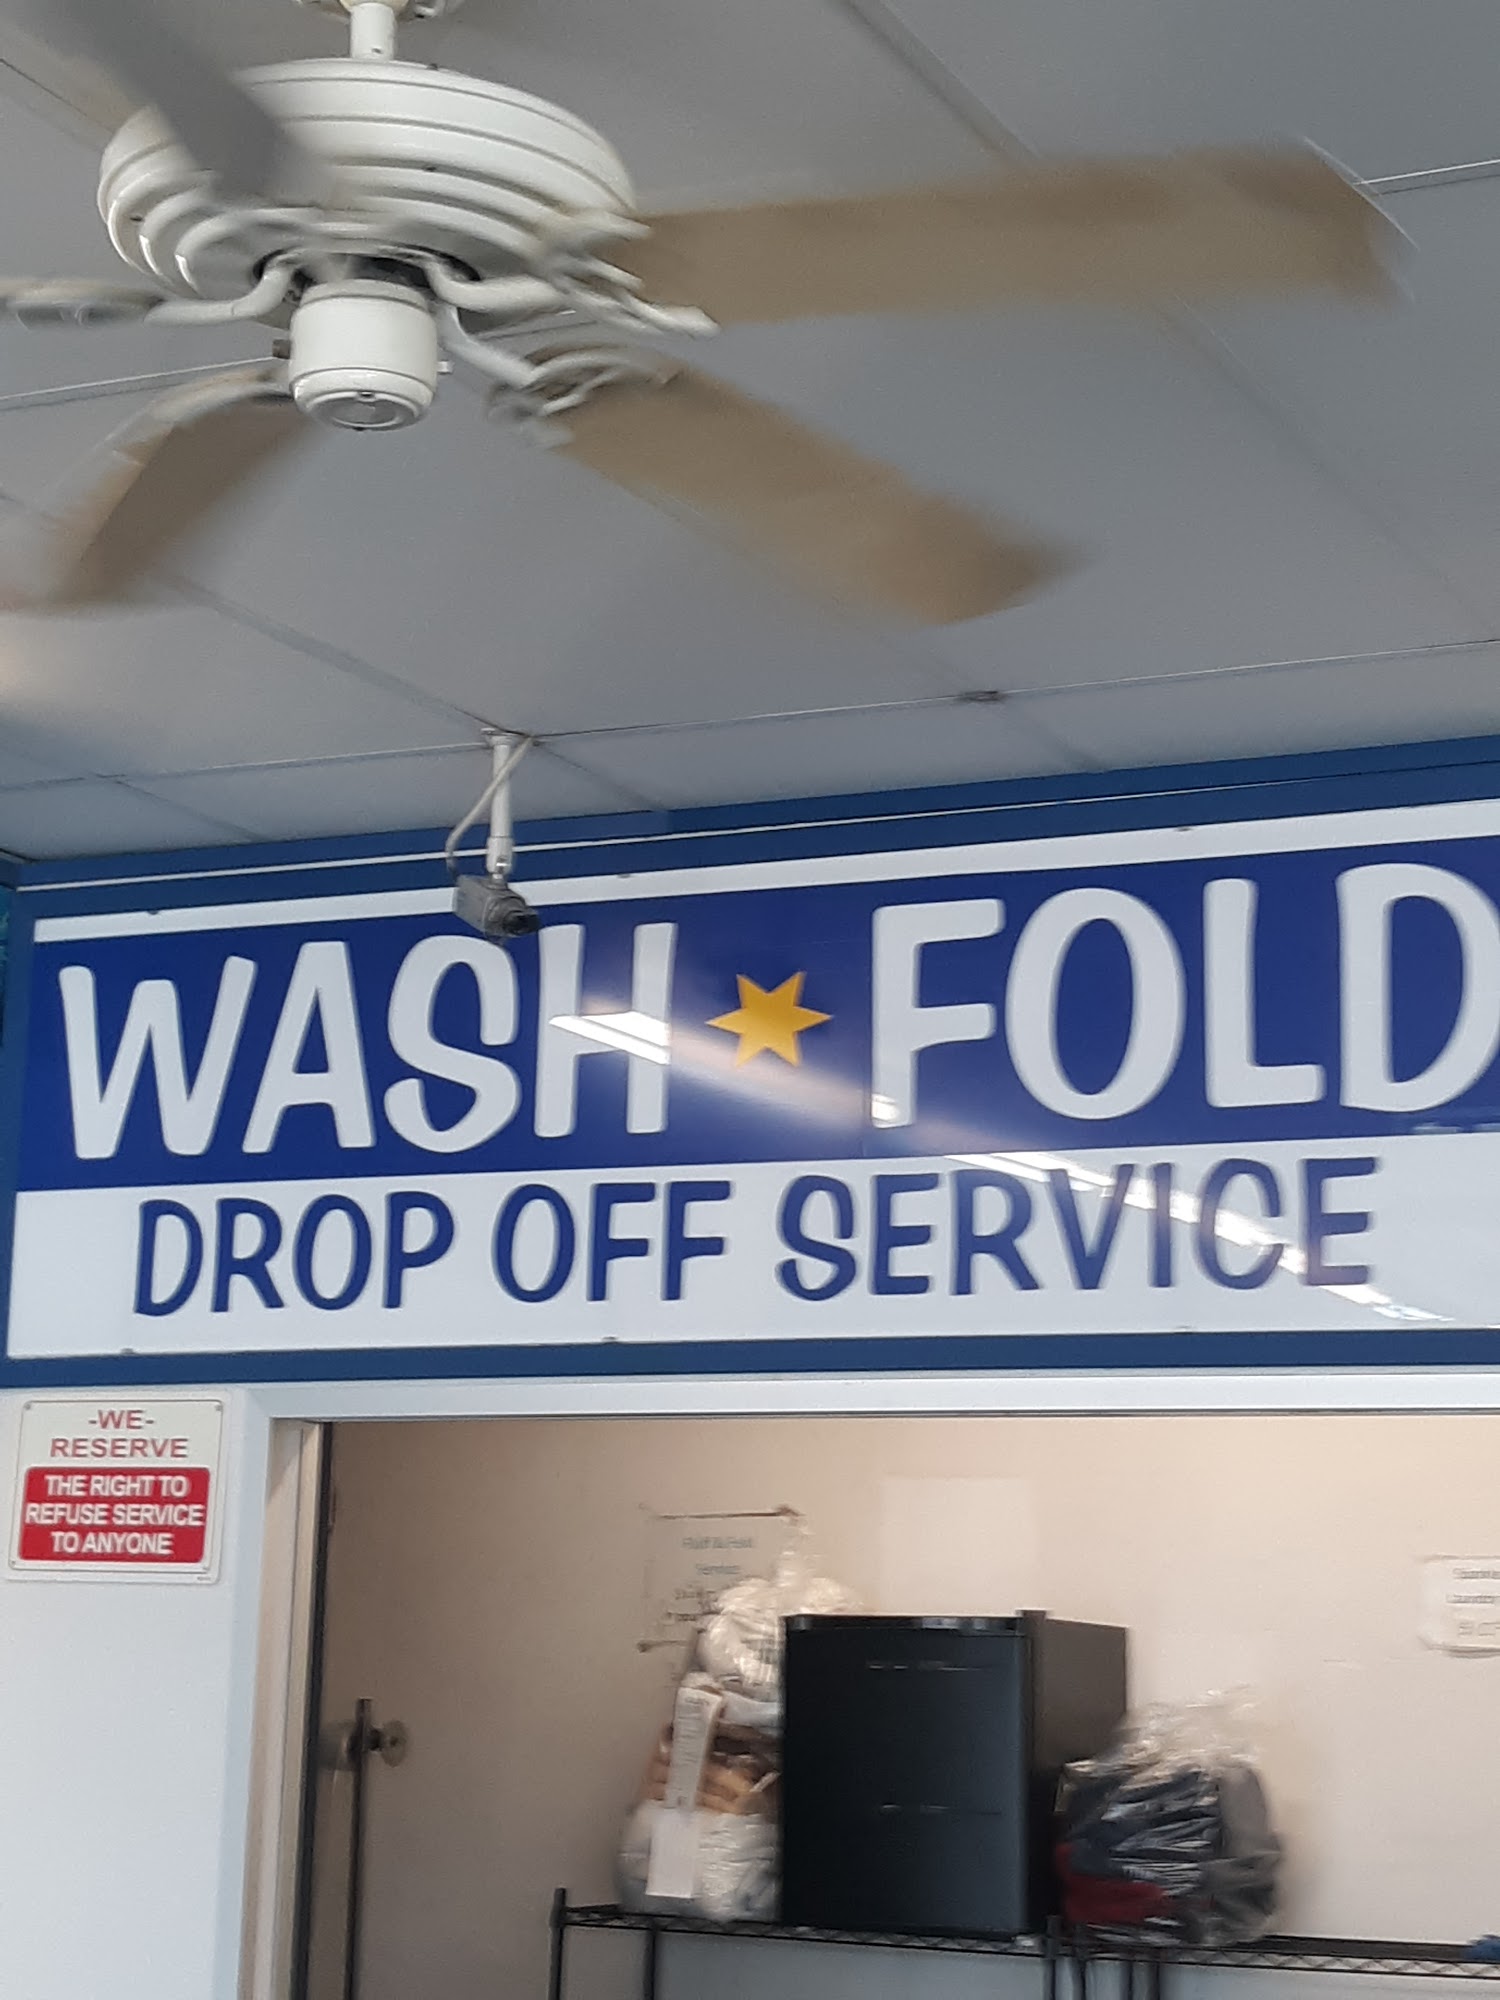 WASH FOLD
DROP OFF SERVICE
-WE-
RESERVE
THE RIGHT TO
REFUSE SERVICE
TO ANYONE